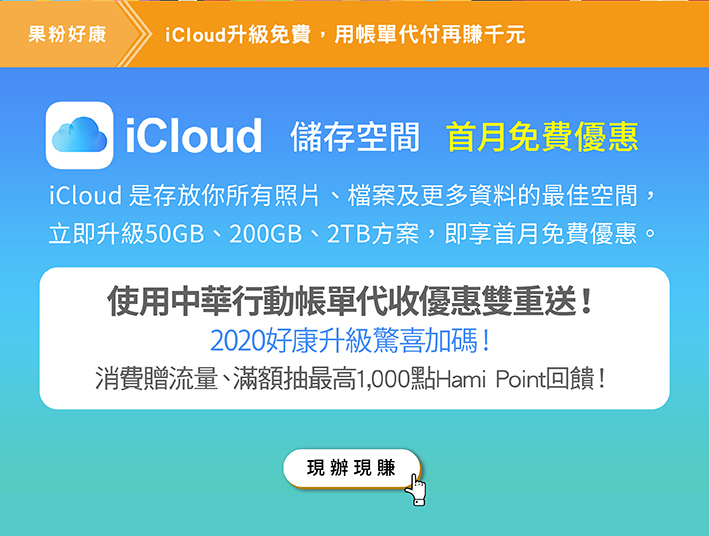 果粉好康
iCloud升級免費，用帳單代付再賺千元
iCloud 儲存空間 首月免費優惠
iCloud 是存放你所有照片、檔案及更多資料的最佳空間，
立即升級50GB、200GB、2TB方案，即享首月免費優惠。
使用中華行動帳單代收優惠雙重送！
2020好康升級驚喜加碼！
消費贈流量、滿額抽最高1,000點Hami Point回饋！
現辦現賺